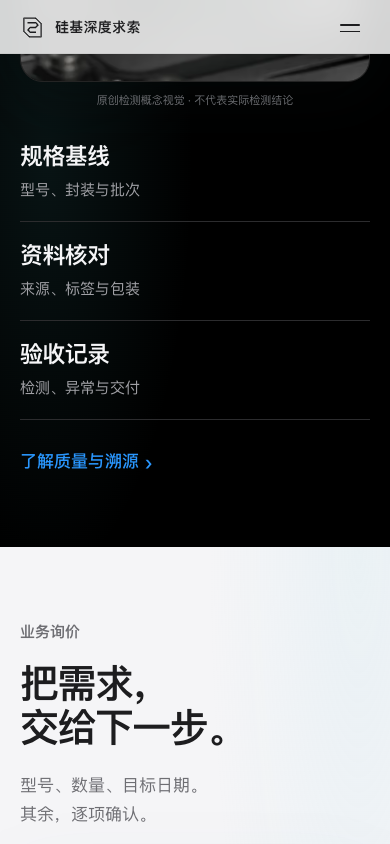 硅基深度求索
原创检测概念视觉 · 不代表实际检测结论
规格基线
型号、封装与批次
资料核对
来源、标签与包装
验收记录
检测、异常与交付
了解质量与溯源 ›
业务询价
把需求，
交给下一步。
型号、数量、目标日期。
其余，逐项确认。